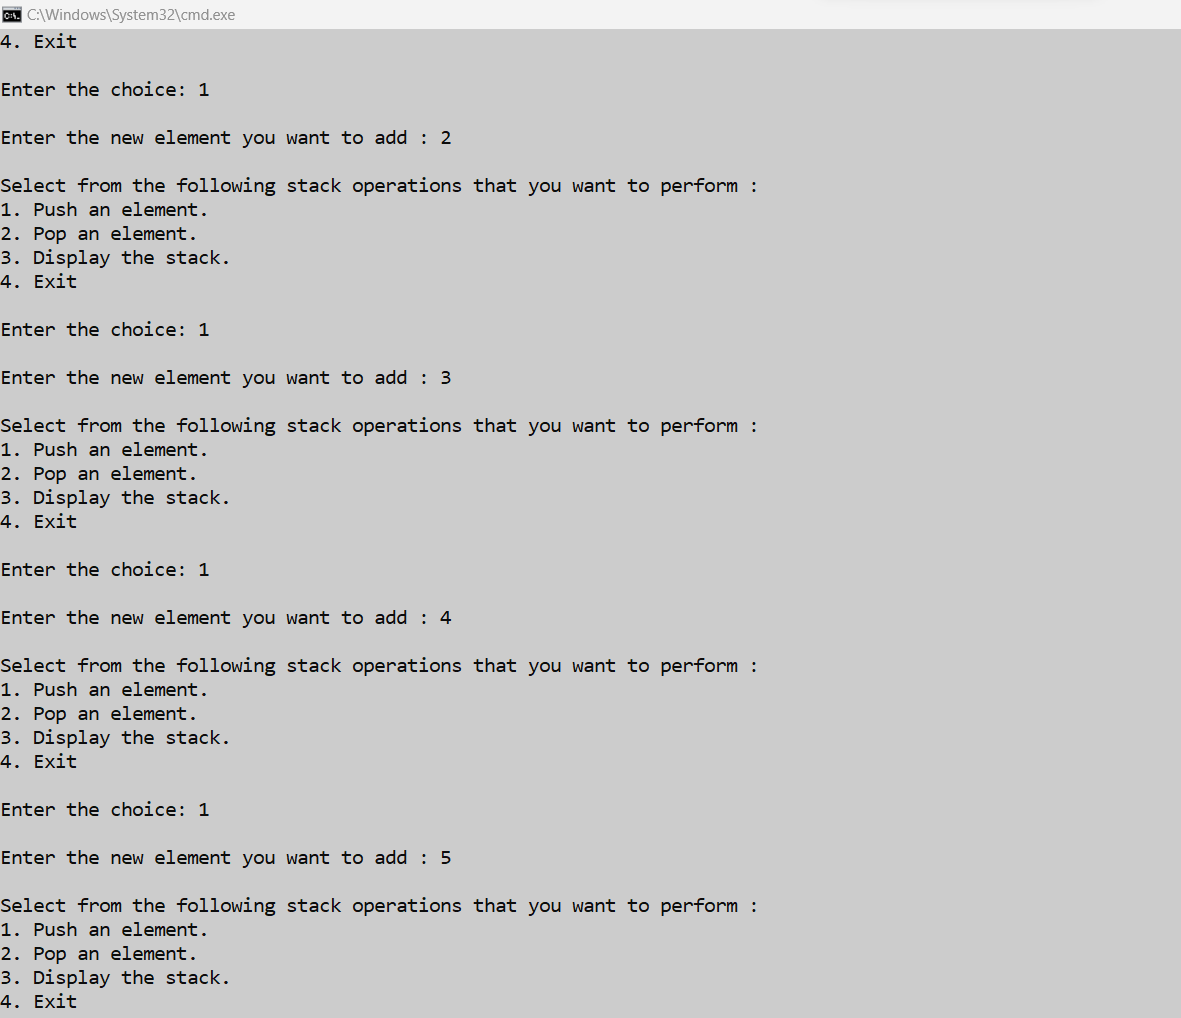 C:\Windows\System32\cmd.exe
4. Exit
Enter the choice: 1
Enter the new element you want to add : 2
Select from the following stack operations that you want to perform :
1. Push an element.
2. Pop an element.
3. Display the stack.
4. Exit
Enter the choice: 1
Enter the new element you want to add : 3
Select from the following stack operations that you want to perform :
1. Push an element.
2. Pop an element.
3. Display the stack.
4. Exit
Enter the choice: 1
Enter the new element you want to add : 4
Select from the following stack operations that you want to perform :
1. Push an element.
2. Pop an element.
3. Display the stack.
4. Exit
Enter the choice: 1
Enter the new element you want to add : 5
Select from the following stack operations that you want to perform :
1. Push an element.
2. Pop an element.
3. Display the stack.
4. Exit